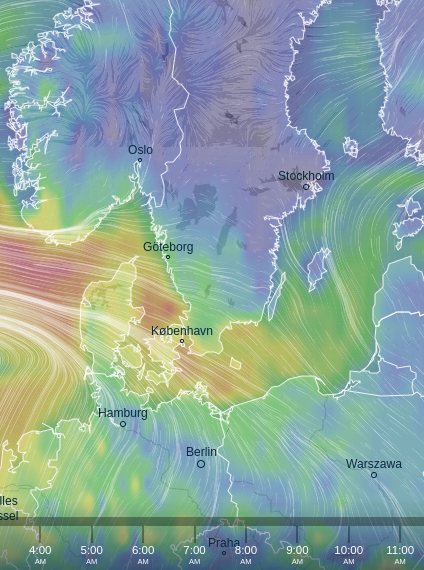 Oslo
Stockholm
Göteborg
København
Hamburg
Berlin
Warszawa
lles
ssel
Praha
4:00 5:00 6:00 7:00 8:00 9:00 10:00 11:00
AM AM AM AM AM AM AM AM